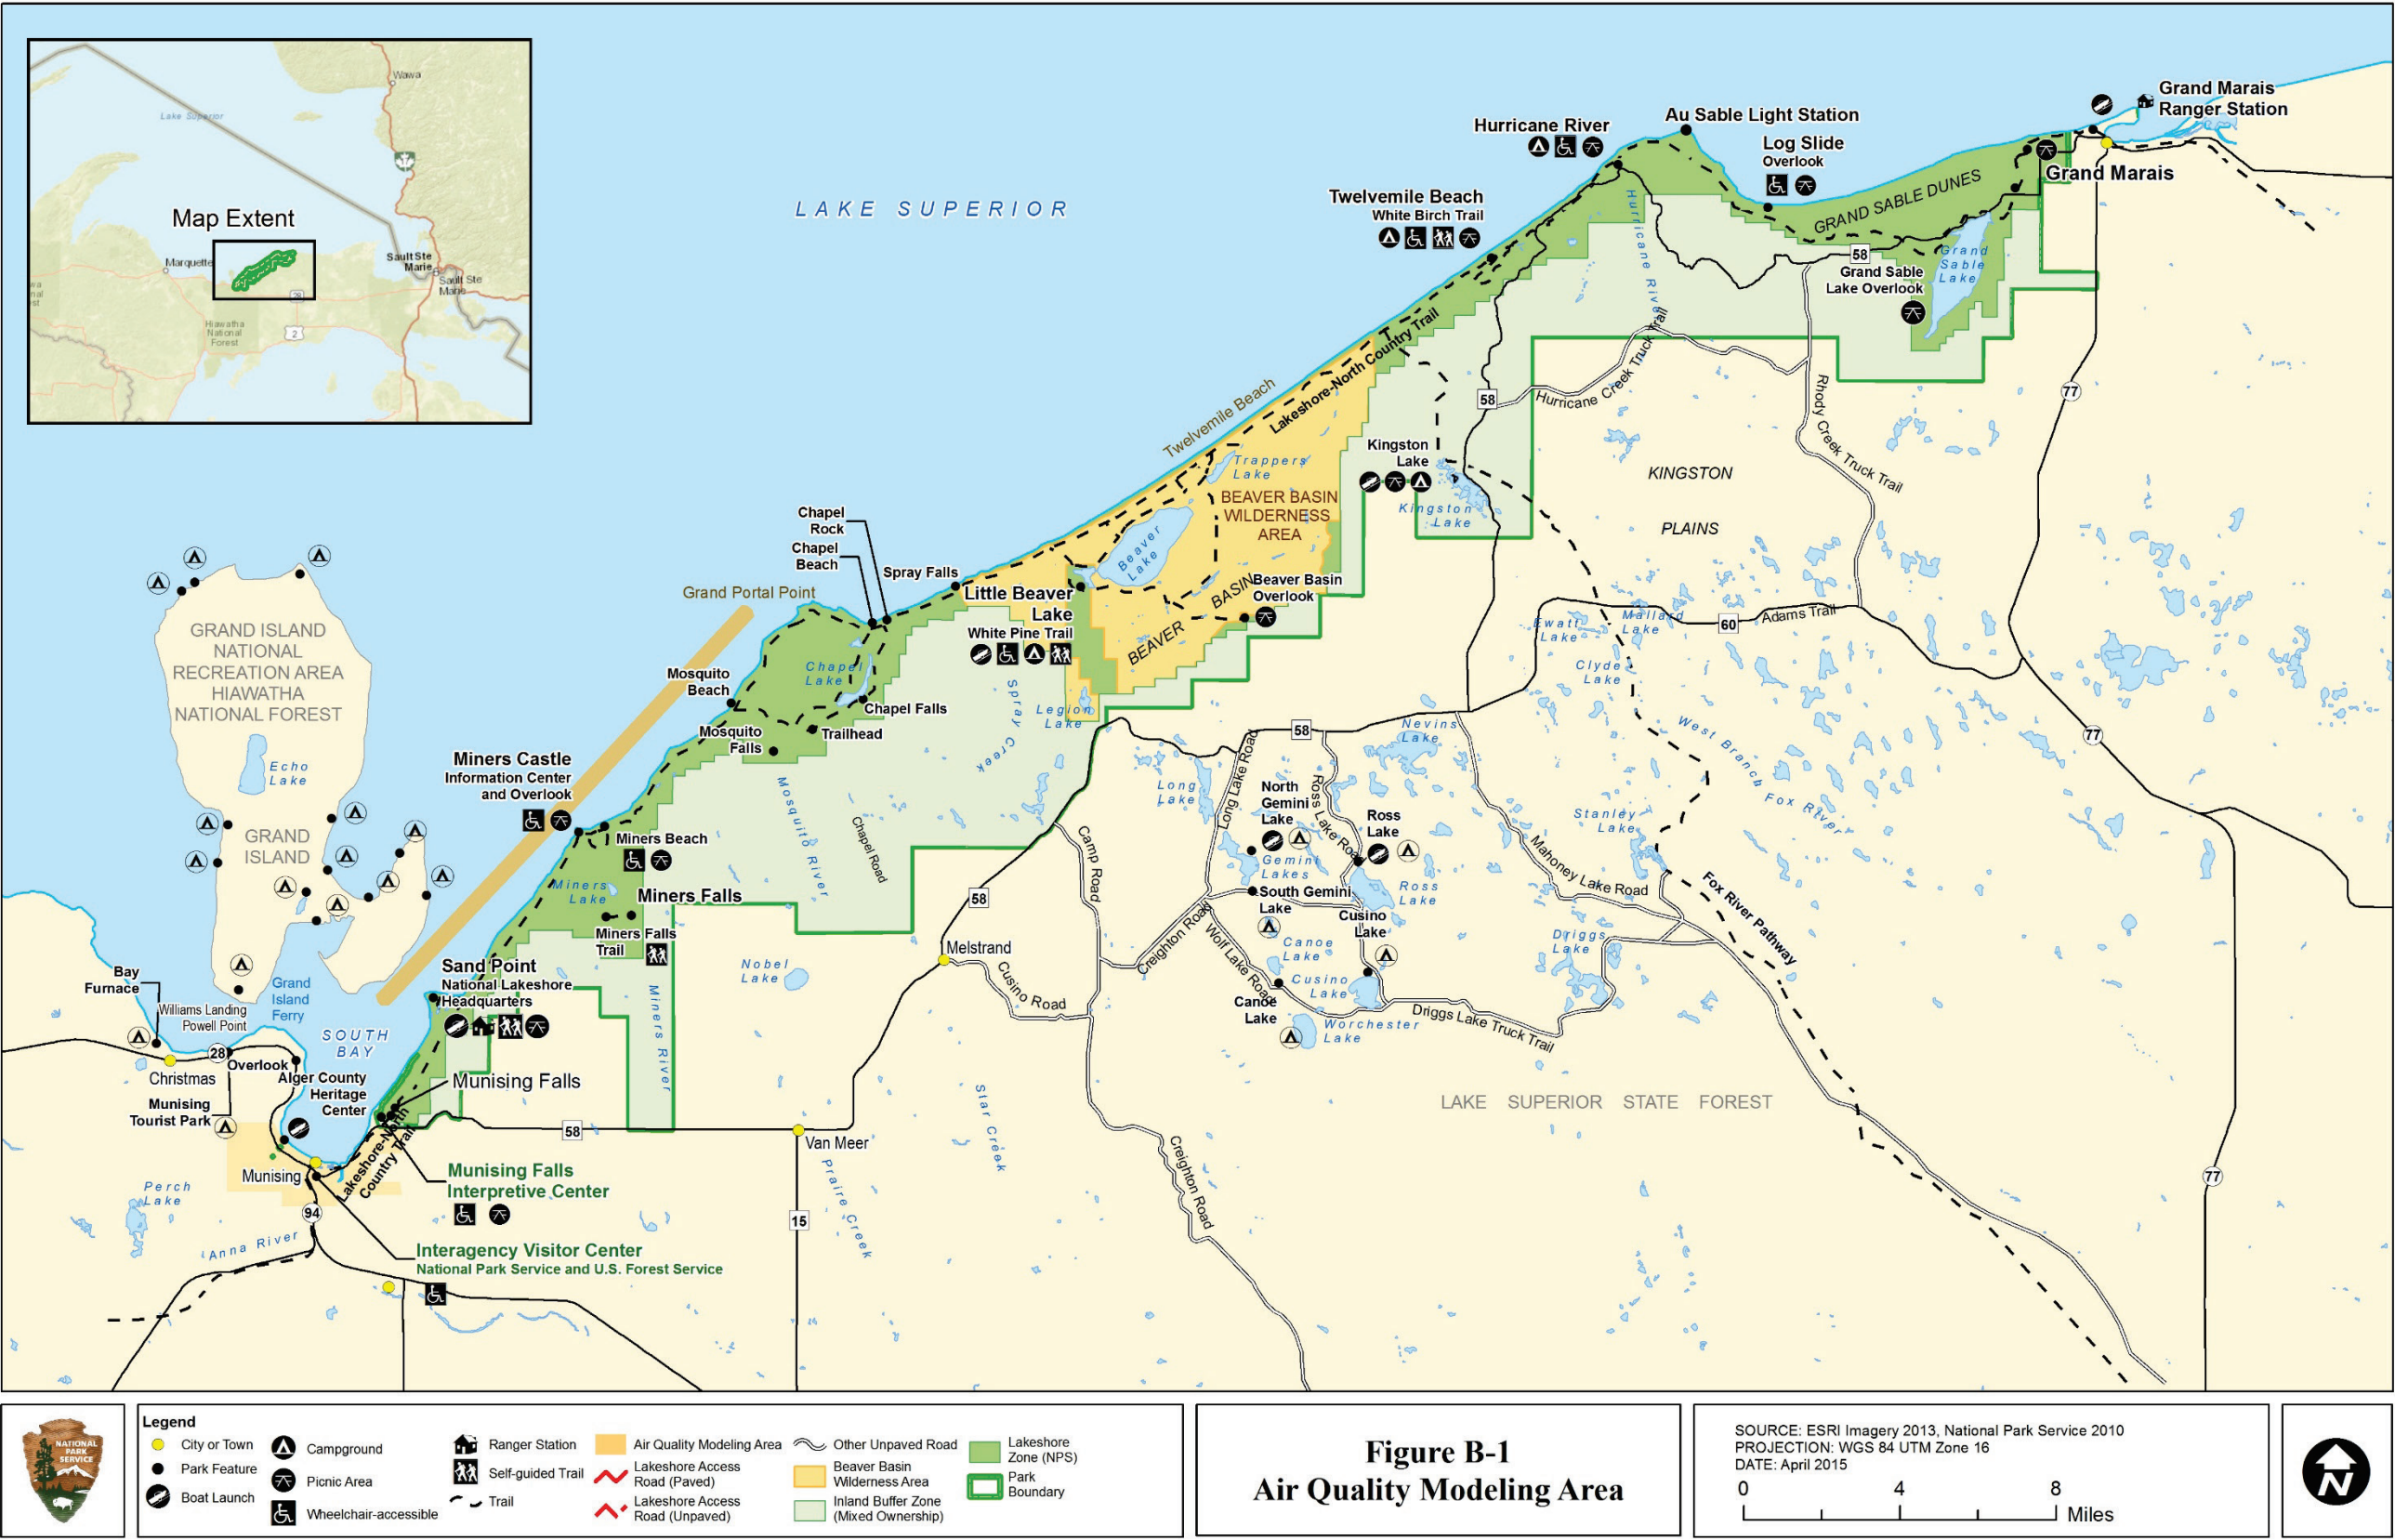 Wawa
Lake Superior
Map Extent
Marquette
Sault Ste
Marie
Sault Ste
Marie
28
Hiawatha
National
Forest
2
LAKE SUPERIOR
Grand Marais
Ranger Station
Au Sable Light Station
Hurricane River
Log Slide
Overlook
Grand Marais
GRAND SABLE DUNES
Twelvemile Beach
White Birch Trail
Hurricane River
58
Grand Sable
Lake Overlook
Grand
Sable
Lake
Lakeshore-North Country Trail
Twelvemile Beach
58
Hurricane Creek Truck Trail
Rhody Creek Truck Trail
77
Kingston
Lake
Kingston
Lake
KINGSTON
PLAINS
Trappers
Lake
BEAVER BASIN
WILDERNESS
AREA
Beaver
Lake
Chapel
Rock
Chapel
Beach
Spray Falls
Grand Portal Point
Little Beaver
Lake
White Pine Trail
BEAVER BASIN
Beaver Basin
Overlook
Ewatt
Lake
Mallard
Lake
60
Adams Trail
Clyde
Lake
GRAND ISLAND
NATIONAL
RECREATION AREA
HIAWATHA
NATIONAL FOREST
Echo
Lake
GRAND
ISLAND
Mosquito
Beach
Chapel
Lake
Chapel Falls
Mosquito
Falls
Trailhead
Spray Creek
Legion
Lake
58
Nevins
Lake
West Branch Fox River
77
Miners Castle
Information Center
and Overlook
Miners Beach
Mosquito River
Chapel Road
Camp Road
Long
Lake
Long Lake Road
North
Gemini
Lake
Ross Lake Road
Ross
Lake
Gemini
Lakes
Stanley
Lake
Mahoney Lake Road
Miners
Lake
Miners Falls
Miners Falls
Trail
58
South Gemini
Lake
Ross
Lake
Cusino
Lake
Fox River Pathway
Creighton Road
Wolf Lake Road
Canoe
Lake
Driggs
Lake
Melstrand
Cusino Road
Nobel
Lake
Sand Point
National Lakeshore
Headquarters
Cusino
Lake
Canoe
Lake
Worchester
Lake
Driggs Lake Truck Trail
Bay
Furnace
Williams Landing
Powell Point
Grand
Island
Ferry
SOUTH
BAY
Miners River
28
Overlook
Christmas
Alger County
Heritage
Center
Munising Falls
Munising
Tourist Park
Star Creek
LAKE SUPERIOR STATE FOREST
58
Van Meer
Munising
Lakeshore-North
Country Trail
Munising Falls
Interpretive Center
Praire Creek
Creighton Road
77
Perch
Lake
94
15
Anna River
Interagency Visitor Center
National Park Service and U.S. Forest Service
NATIONAL
PARK
SERVICE
Legend
City or Town
Park Feature
Boat Launch
Campground
Picnic Area
Wheelchair-accessible
Ranger Station
Self-guided Trail
Trail
Air Quality Modeling Area
Lakeshore Access
Road (Paved)
Lakeshore Access
Road (Unpaved)
Other Unpaved Road
Beaver Basin
Wilderness Area
Inland Buffer Zone
(Mixed Ownership)
Lakeshore
Zone (NPS)
Park
Boundary
Figure B-1
Air Quality Modeling Area
SOURCE: ESRI Imagery 2013, National Park Service 2010
PROJECTION: WGS 84 UTM Zone 16
DATE: April 2015
0 4 8
Miles
N